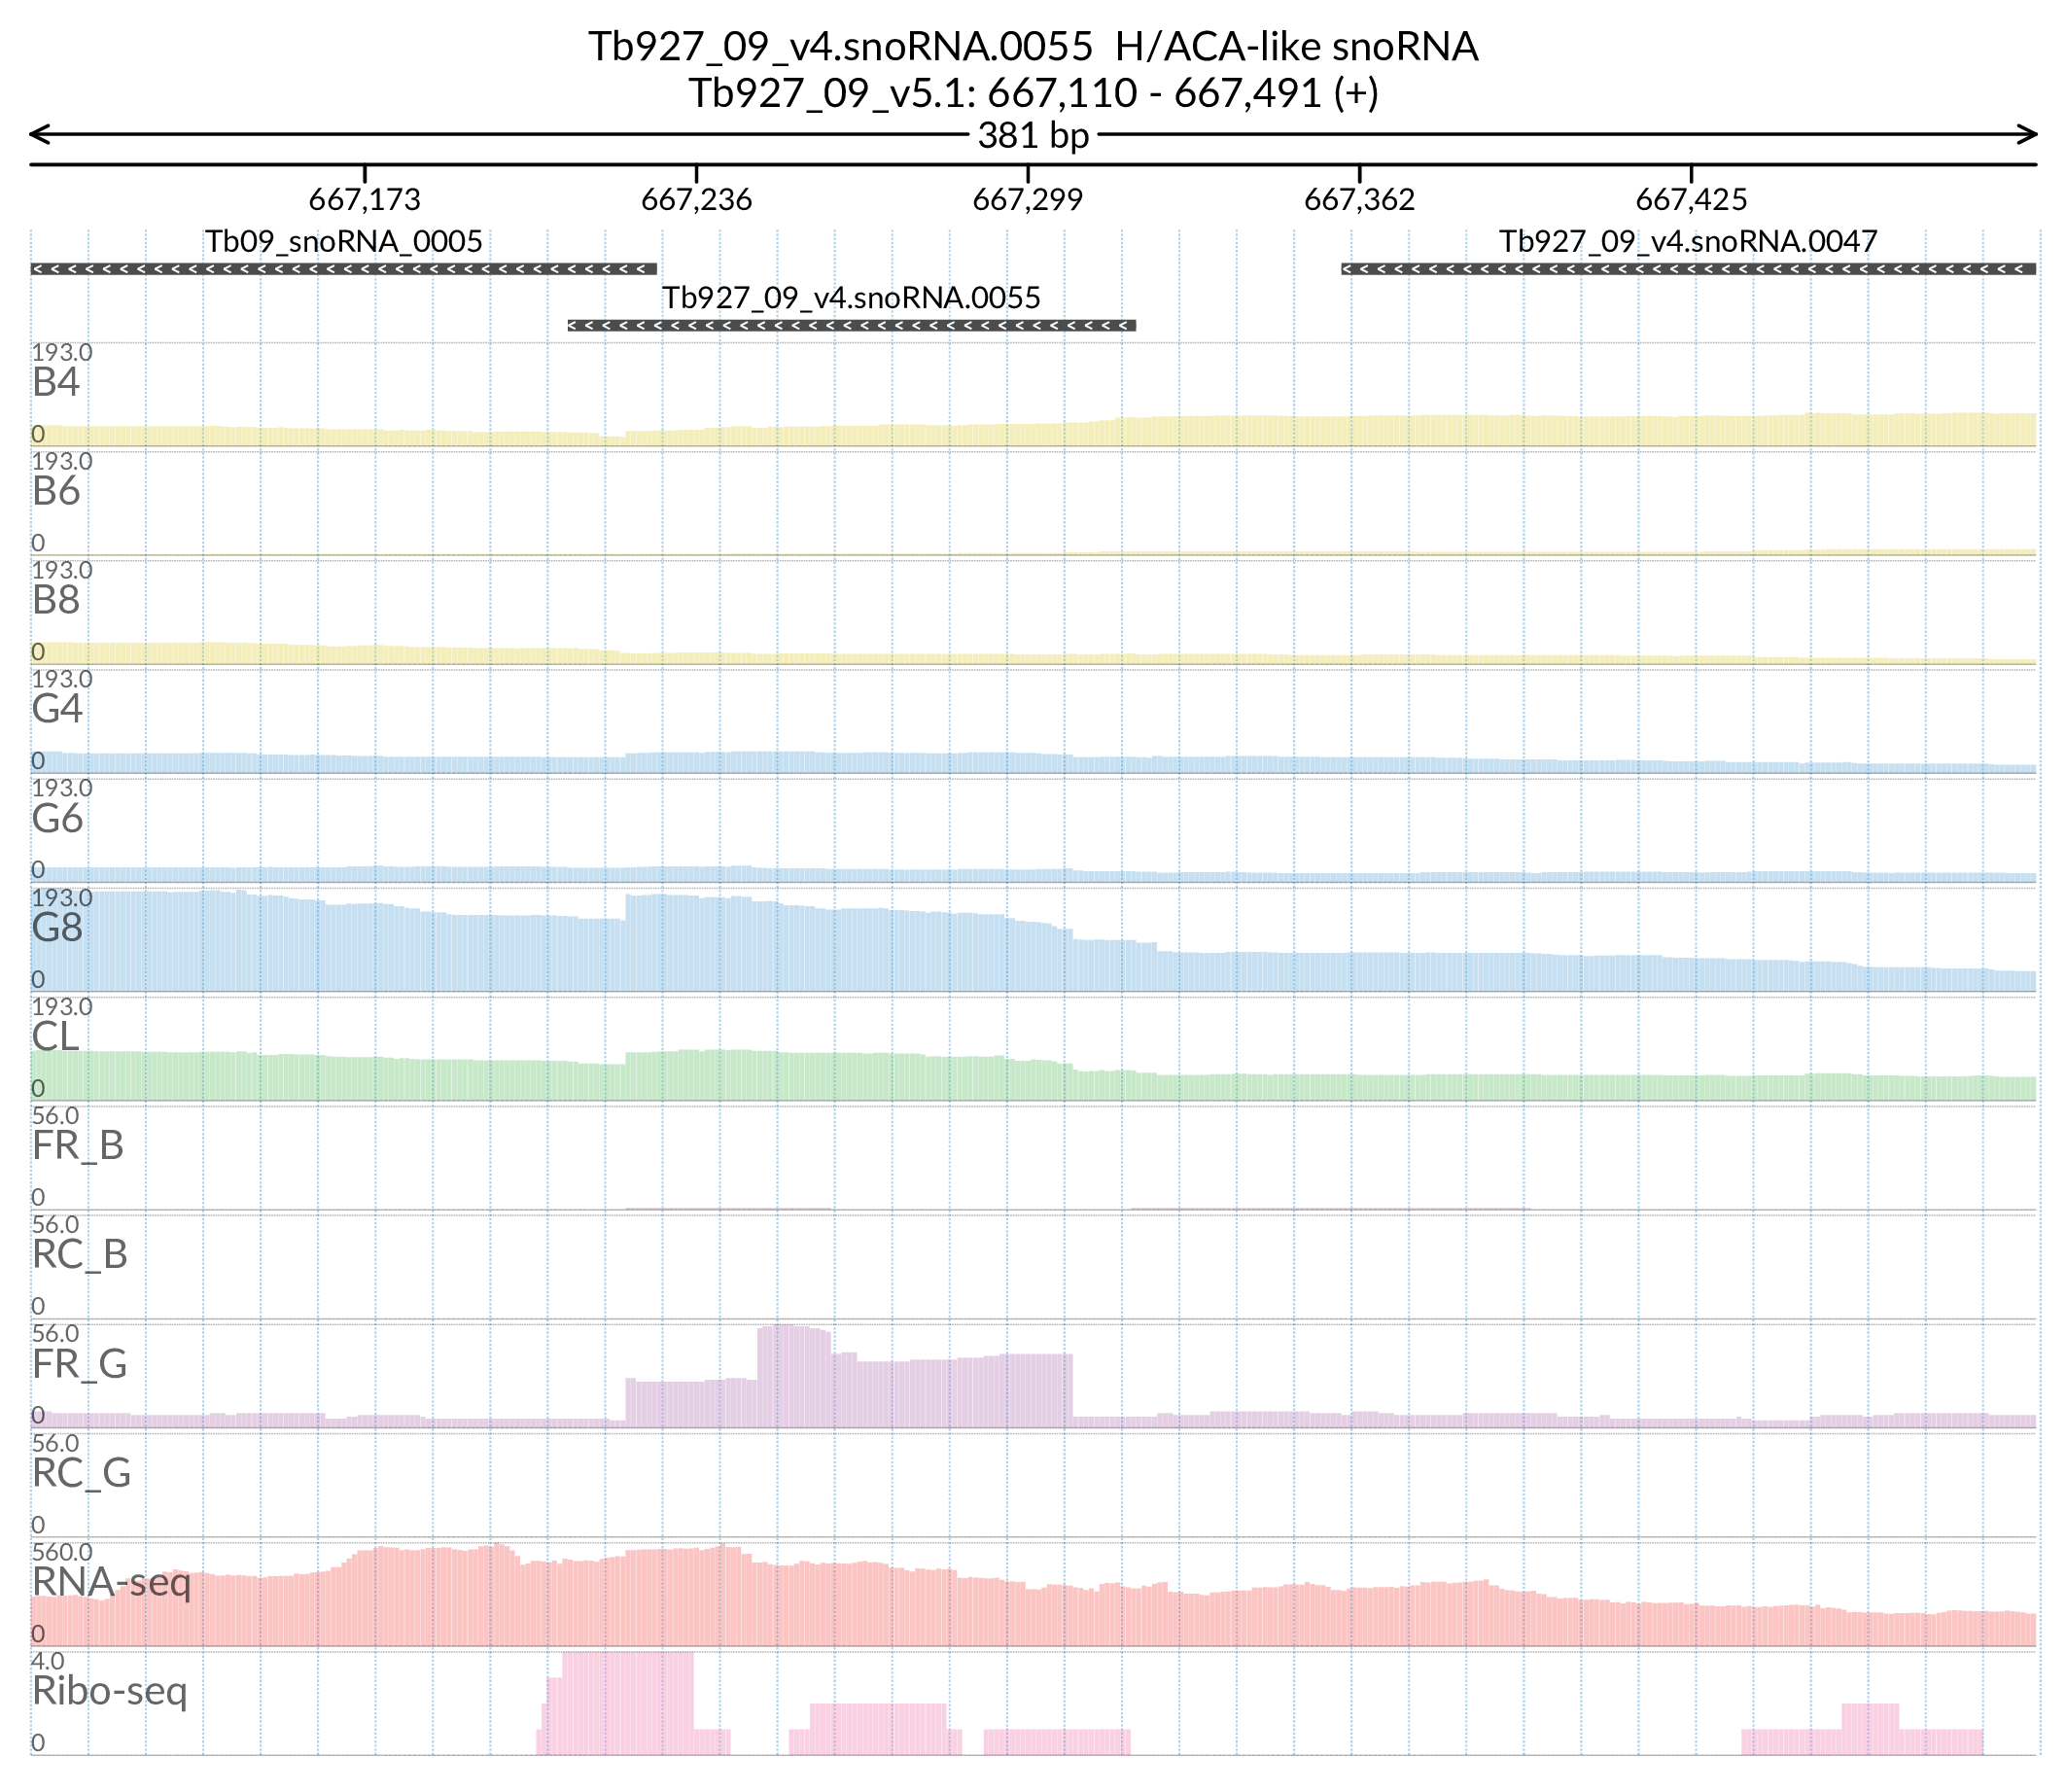 Tb927_09_v4.snoRNA.0055 H/ACA-like snoRNA
Tb927_09_v5.1: 667,110 - 667,491 (+)
381 bp
667,173 667,236 667,299 667,362 667,425
Tb09_snoRNA_0005 Tb927_09_v4.snoRNA.0047
Tb927_09_v4.snoRNA.0055
193.0
B4
0
193.0
B6
0
193.0
B8
0
193.0
G4
0
193.0
G6
0
193.0
G8
0
193.0
CL
0
56.0
FR_B
0
56.0
RC_B
0
56.0
FR_G
0
56.0
RC_G
0
560.0
RNA-seq
0
4.0
Ribo-seq
0